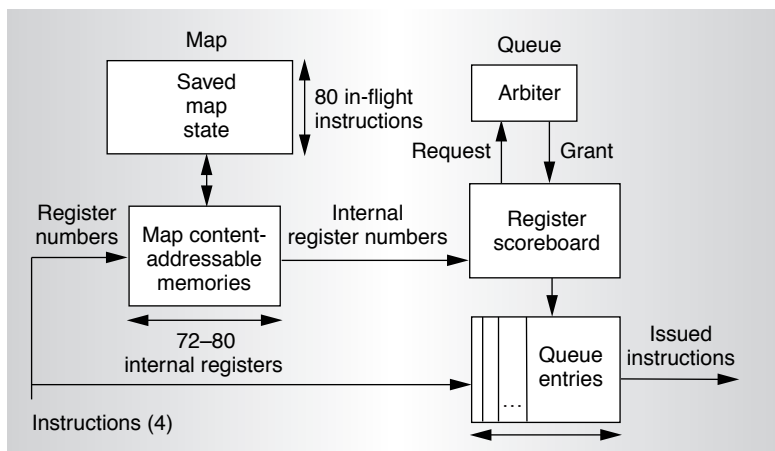 Map
Saved
map
state
80 in-flight
instructions
Queue
Arbiter
Request
Grant
Register
numbers
Map content-
addressable
memories
Internal
register numbers
Register
scoreboard
72–80
internal registers
Queue
entries
...
Issued
instructions
Instructions (4)